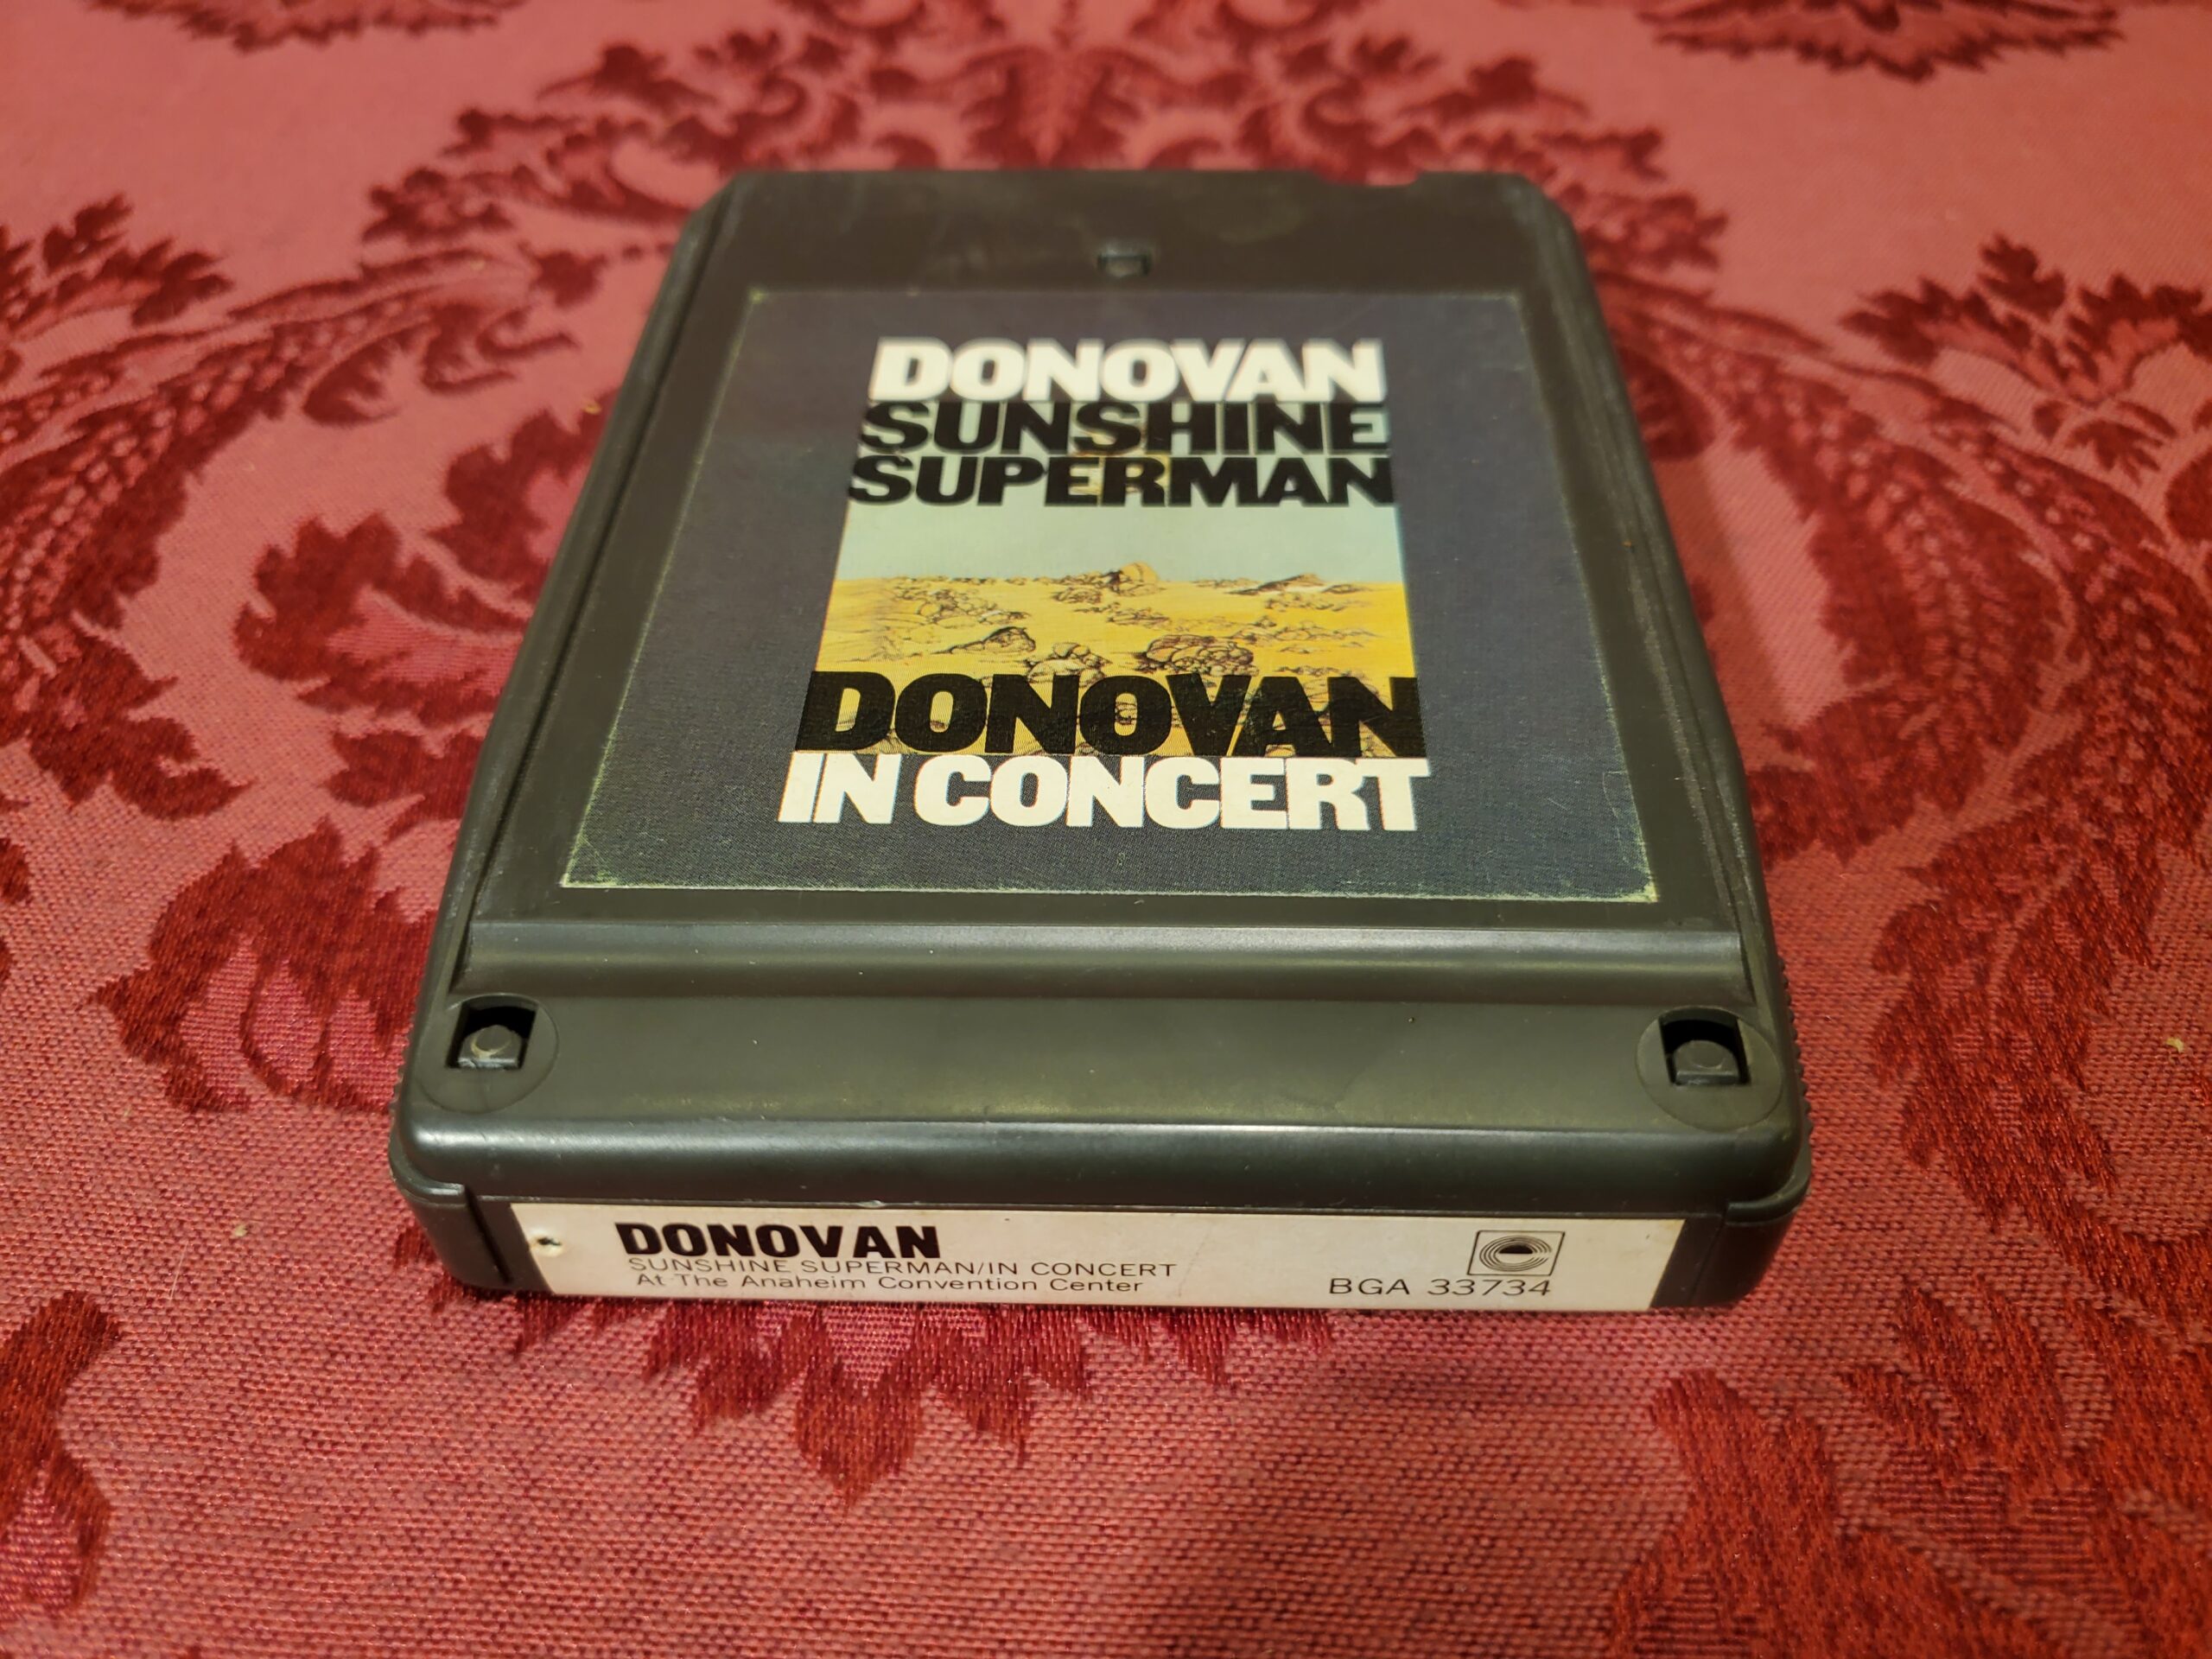 DONOVAN
SUNSHINE
SUPERMAN
DONOVAN
IN CONCERT
DONOVAN
SUNSHINE SUPERMAN/IN CONCERT
At The Anaheim Convention Center
BGA 33734